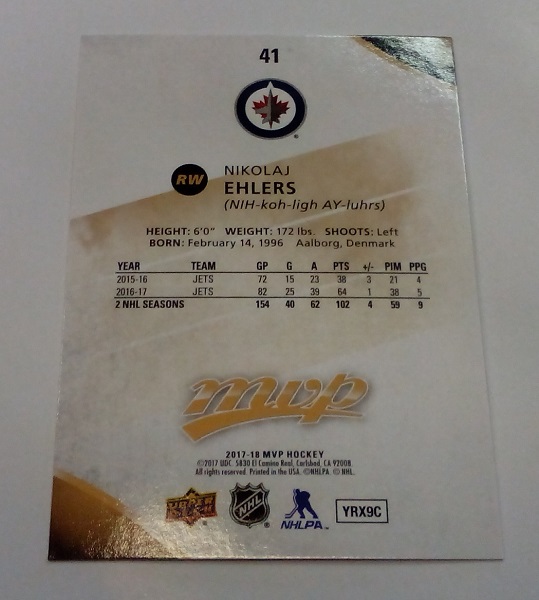 41
RW
NIKOLAJ
EHLERS
(NIH-koh-ligh AY-luhrs)
HEIGHT: 6'0" WEIGHT: 172 lbs. SHOOTS: Left
BORN: February 14, 1996 Aalborg, Denmark
YEAR TEAM GP G A PTS +/- PIM PPG
2015-16 JETS 72 15 23 38 3 21 4
2016-17 JETS 82 25 39 64 1 38 5
2 NHL SEASONS 154 40 62 102 4 59 9
mvp
2017-18 MVP HOCKEY
©2017 UDC. 5830 El Camino Real, Carlsbad, CA 92008.
All rights reserved. Printed in the USA. ©NHLPA. © NHL.
UPPER DECK NHL NHLPA YRX9C